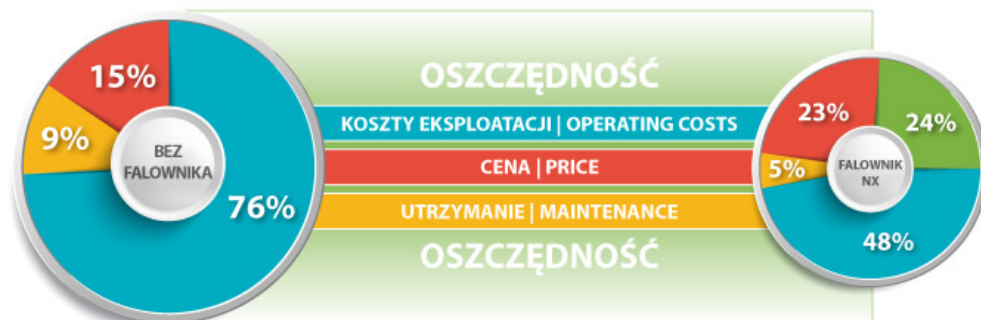 OSZCZĘDNOŚĆ
15%
9%
BEZ
FALOWNIKA
76%
KOSZTY EKSPLOATACJI | OPERATING COSTS
CENA | PRICE
UTRZYMANIE | MAINTENANCE
23%
24%
5%
FALOWNIK
NX
48%
OSZCZĘDNOŚĆ